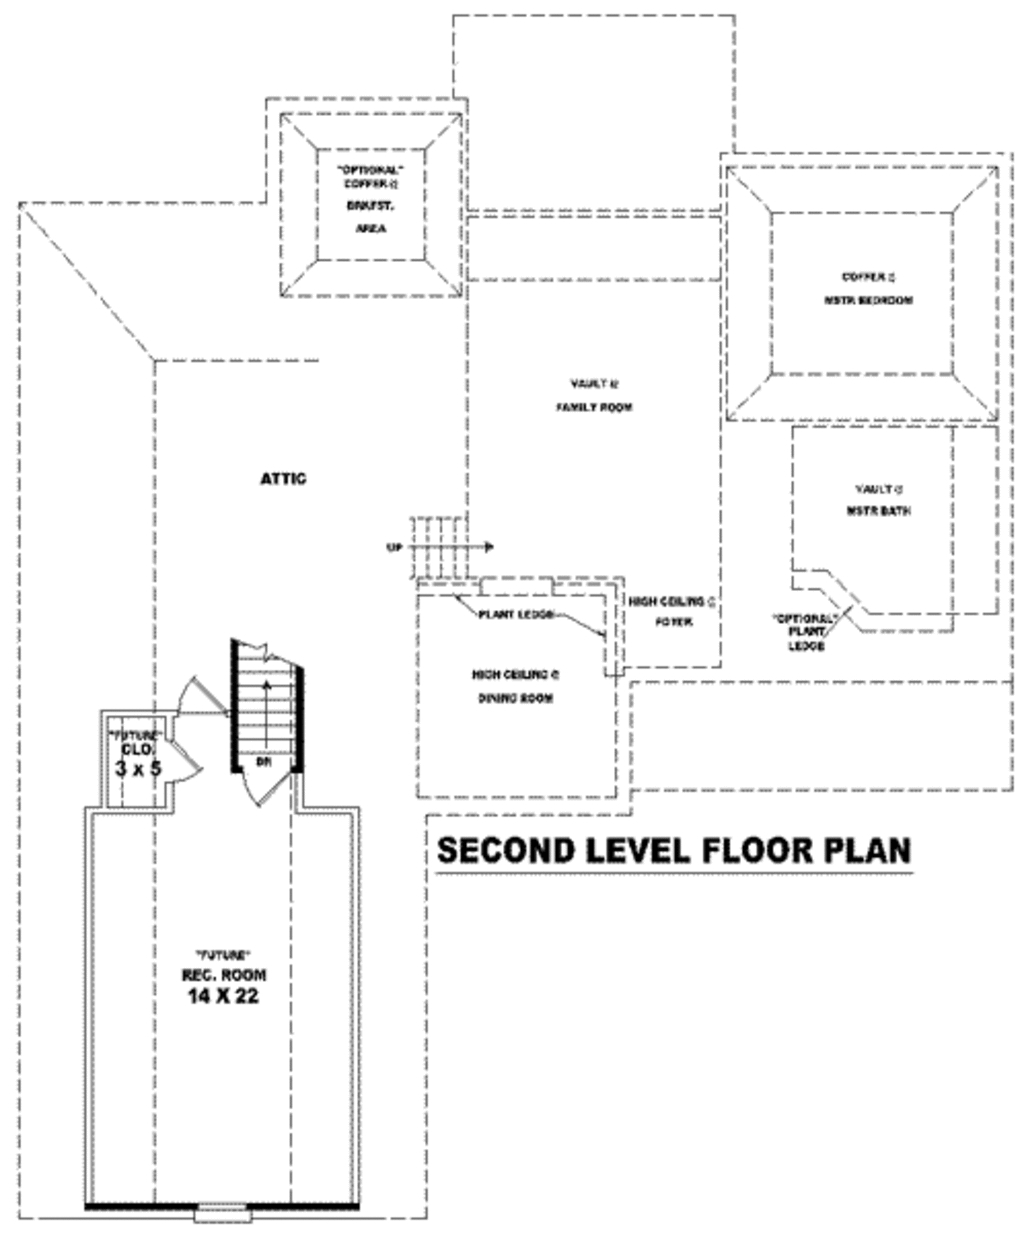 "OPTIONAL"
COFFER @
BRKFST.
AREA
COFFER @
MSTR BEDROOM
VAULT @
FAMILY ROOM
ATTIC
VAULT @
MSTR BATH
UP
HIGH CEILING @
FOYER
PLANT LEDGE
"OPTIONAL"
PLANT
LEDGE
HIGH CEILING @
DINING ROOM
"FUTURE"
CLO.
3 x 5
DN
SECOND LEVEL FLOOR PLAN
"FUTURE"
REC. ROOM
14 X 22